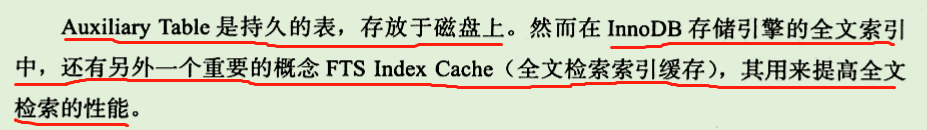 Auxiliary Table 是持久的表，存放于磁盘上。然而在 InnoDB 存储引擎的全文索引
中，还有另外一个重要的概念 FTS Index Cache（全文检索索引缓存），其用来提高全文
检索的性能。